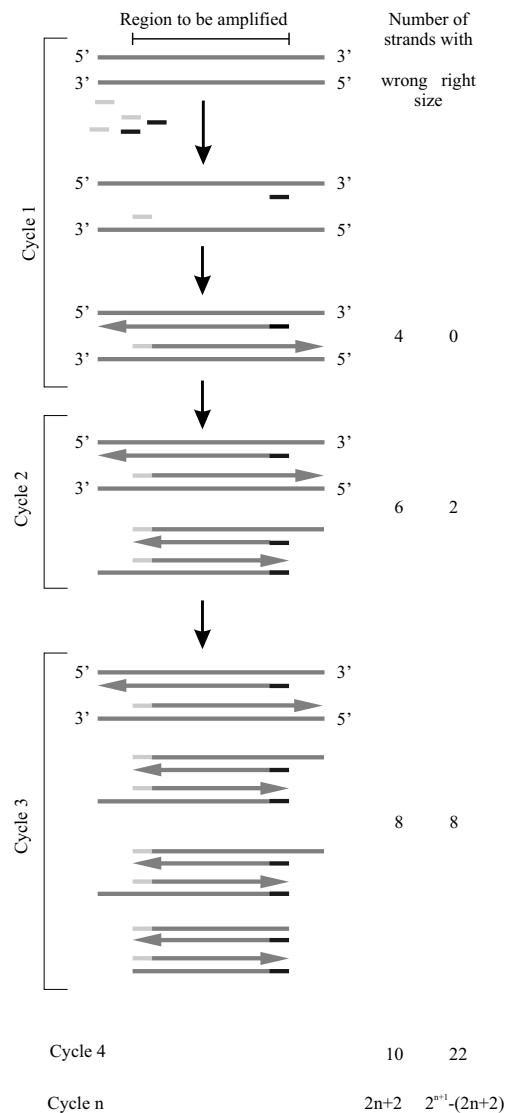 Region to be amplified
Number of
strands with
5’ 3’
3’ 5’
wrong right
size
5’ 3’
3’ 5’
Cycle 1
5’ 3’
3’ 5’
4 0
5’ 3’
3’ 5’
Cycle 2
6 2
5’ 3’
3’ 5’
Cycle 3
8 8
Cycle 4 10 22
Cycle n 2n+2 2ⁿ⁺¹-(2n+2)